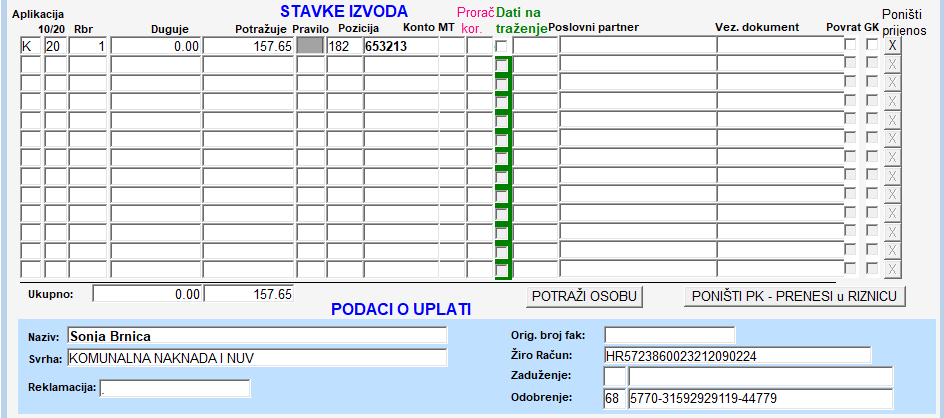 Aplikacija STAVKE IZVODA Prorač Dati na Poništi
10/20 Rbr Duguje Potražuje Pravilo Pozicija Konto MT kor. traženje Poslovni partner Vez. dokument Povrat GK prijenos
K 20 1 0.00 157.65 182 653213 X
X
X
X
X
X
X
X
X
X
X
X
X
Ukupno: 0.00 157.65 POTRAŽI OSOBU PONIŠTI PK - PRENESI u RIZNICU
PODACI O UPLATI
Naziv: Sonja Brnica Orig. broj fak:
Svrha: KOMUNALNA NAKNADA I NUV Žiro Račun: HR5723860023212090224
Zaduženje:
Reklamacija: . Odobrenje: 68 5770-31592929119-44779